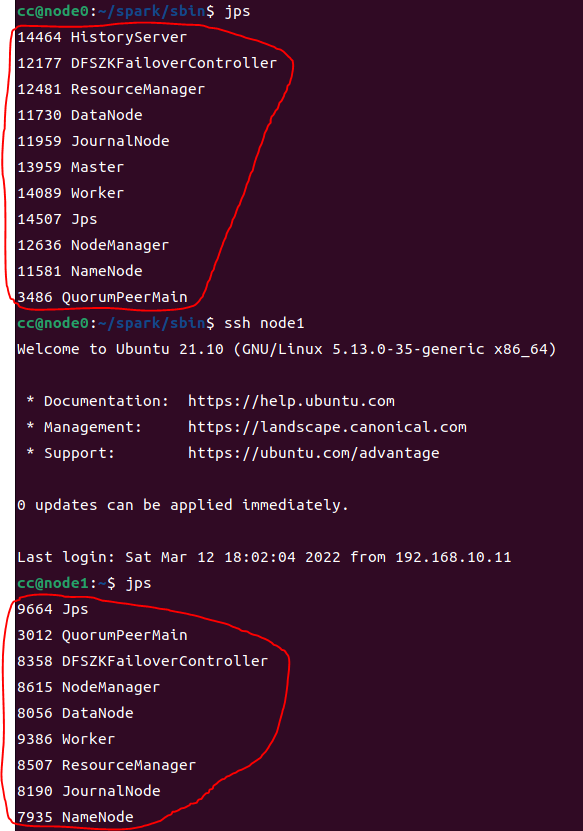 cc@node0:~/spark/sbin$ jps
14464 HistoryServer
12177 DFSZKFailoverController
12481 ResourceManager
11730 DataNode
11959 JournalNode
13959 Master
14089 Worker
14507 Jps
12636 NodeManager
11581 NameNode
3486 QuorumPeerMain
cc@node0:~/spark/sbin$ ssh node1
Welcome to Ubuntu 21.10 (GNU/Linux 5.13.0-35-generic x86_64)
* Documentation:  https://help.ubuntu.com
* Management:     https://landscape.canonical.com
* Support:        https://ubuntu.com/advantage
0 updates can be applied immediately.
Last login: Sat Mar 12 18:02:04 2022 from 192.168.10.11
cc@node1:~$ jps
9664 Jps
3012 QuorumPeerMain
8358 DFSZKFailoverController
8615 NodeManager
8056 DataNode
9386 Worker
8507 ResourceManager
8190 JournalNode
7935 NameNode